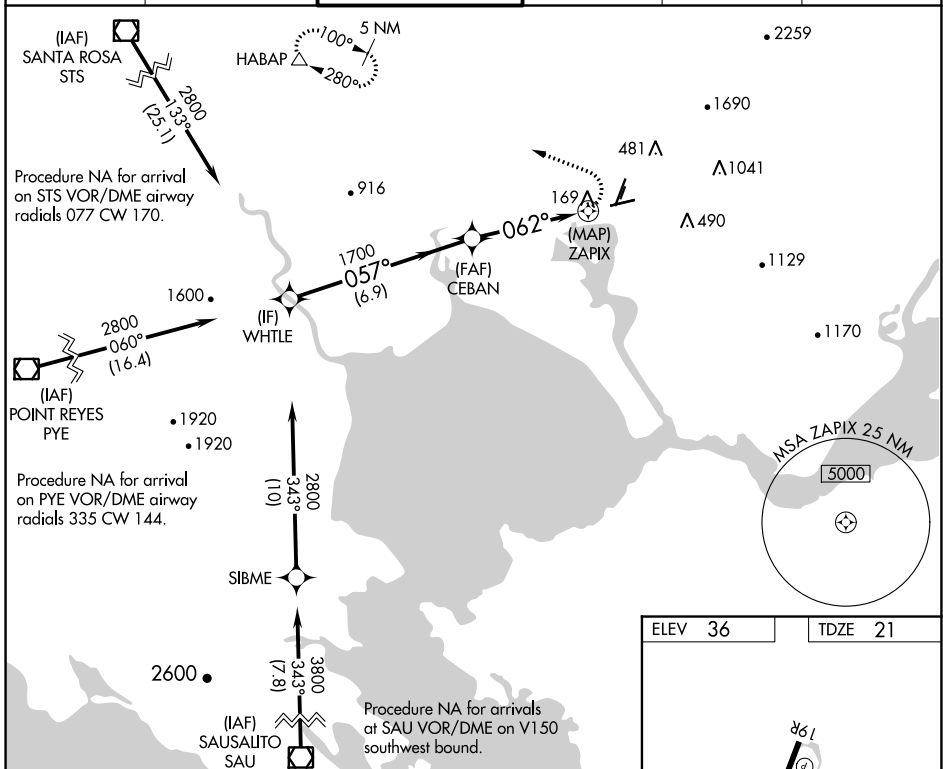 (IAF)
SANTA ROSA
STS
2800
133°
(25.1)
HABAP
100°
5 NM
280°
2259
1690
481
1041
169
490
916
Procedure NA for arrival
on STS VOR/DME airway
radials 077 CW 170.
062°
(MAP)
ZAPIX
1700
057°
(6.9)
(FAF)
CEBAN
1129
1600
(IF)
WHTLE
2800
060°
(16.4)
1170
(IAF)
POINT REYES
PYE
1920
1920
MSA ZAPIX 25 NM
5000
Procedure NA for arrival
on PYE VOR/DME airway
radials 335 CW 144.
2800
343°
(10)
SIBME
ELEV 36
TDZE 21
2600
3800
343°
(7.8)
(IAF)
SAUSALITO
SAU
Procedure NA for arrivals
at SAU VOR/DME on V150
southwest bound.
19R
P